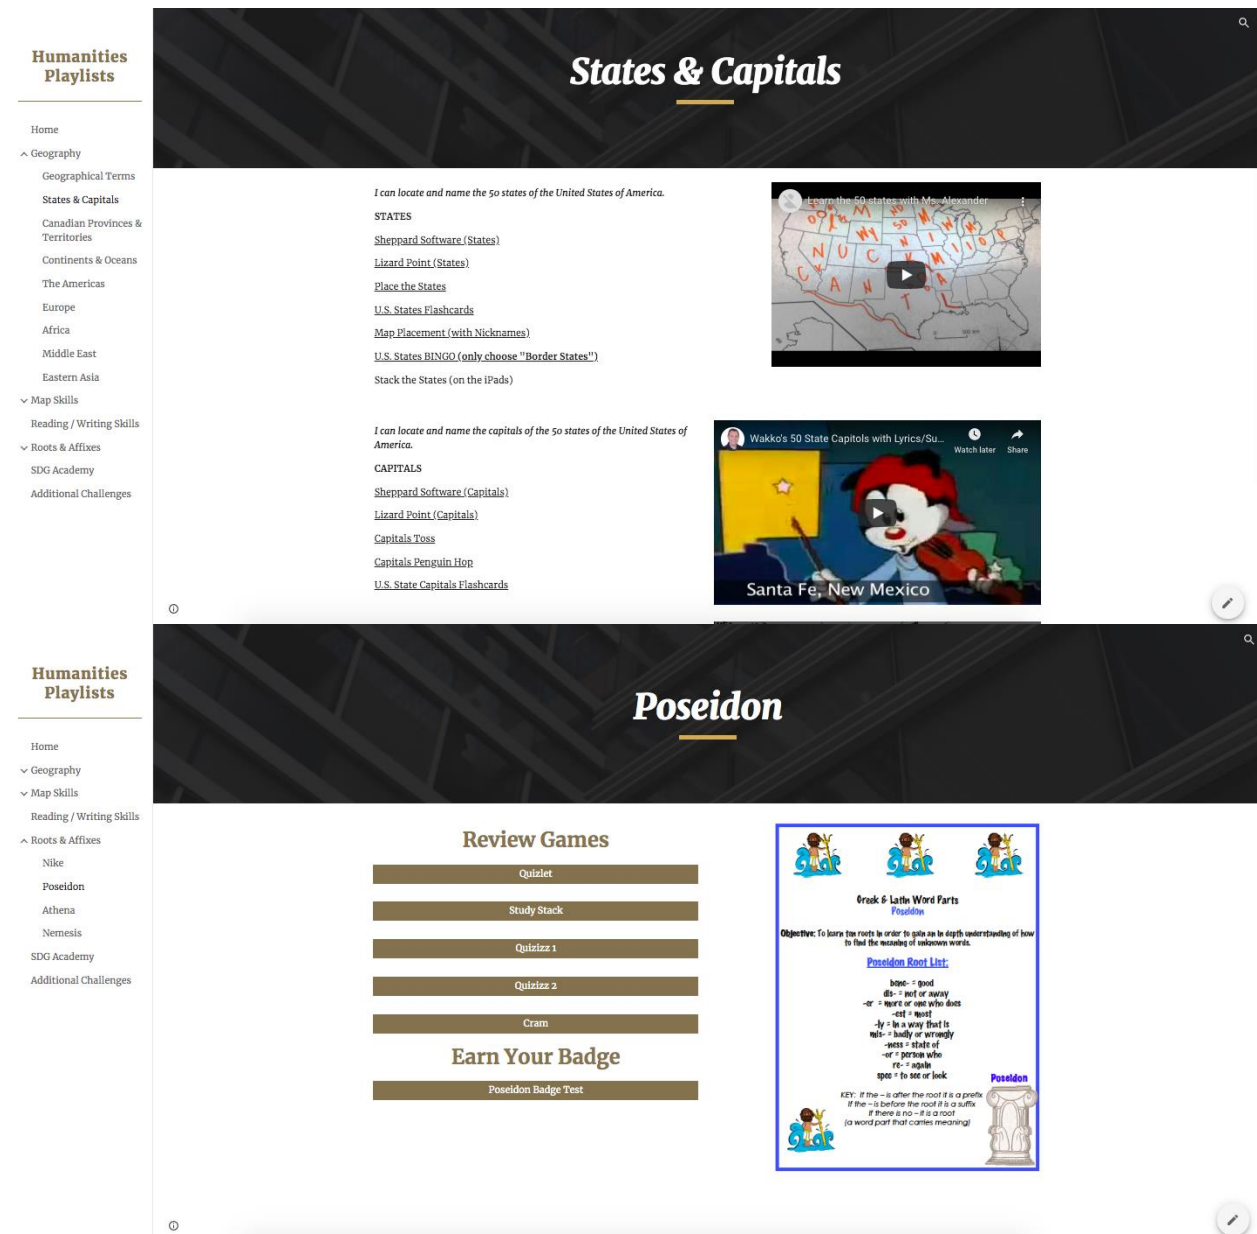 Humanities
Playlists
Home
Geography
Geographical Terms
States & Capitals
Canadian Provinces &
Territories
Continents & Oceans
The Americas
Europe
Africa
Middle East
Eastern Asia
Map Skills
Reading / Writing Skills
Roots & Affixes
SDG Academy
Additional Challenges
States & Capitals
I can locate and name the 50 states of the United States of America.
STATES
Sheppard Software (States)
Lizard Point (States)
Place the States
U.S. States Flashcards
Map Placement (with Nicknames)
U.S. States BINGO (only choose "Border States")
Stack the States (on the iPads)
Learn the 50 states with Ms. Alexander
I can locate and name the capitals of the 50 states of the United States of
America.
CAPITALS
Sheppard Software (Capitals)
Lizard Point (Capitals)
Capitals Toss
Capitals Penguin Hop
U.S. State Capitals Flashcards
Wakko's 50 State Capitols with Lyrics/Su...
Watch later
Share
Santa Fe, New Mexico
Humanities
Playlists
Home
Geography
Map Skills
Reading / Writing Skills
Roots & Affixes
Nike
Poseidon
Athena
Nemesis
SDG Academy
Additional Challenges
Poseidon
Review Games
Quizlet
Study Stack
Quizizz 1
Quizizz 2
Cram
Earn Your Badge
Poseidon Badge Test
Greek & Latin Word Parts
Poseidon
Objective: To learn ten roots in order to gain an in depth understanding of how
to find the meaning of unknown words.
Poseidon Root List:
bene- = good
dis- = not or away
-er = more or one who does
-est = most
-ly = in a way that is
mis- = badly or wrongly
-ness = state of
-or = person who
re- = again
spec = to see or look
Poseidon
KEY: If the – is after the root it is a prefix
If the – is before the root it is a suffix
If there is no – it is a root
(a word part that carries meaning)